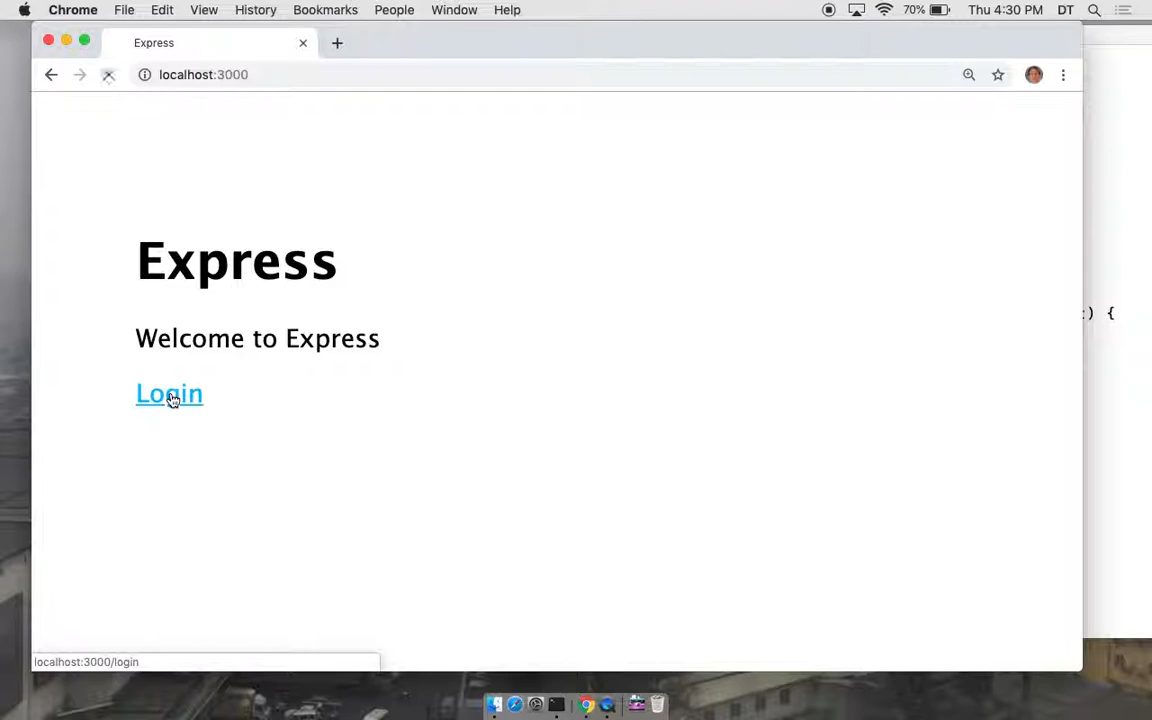 Chrome File Edit View History Bookmarks People Window Help 70% Thu 4:30 PM DT
Express
localhost:3000
Express
) {
Welcome to Express
Login
localhost:3000/login